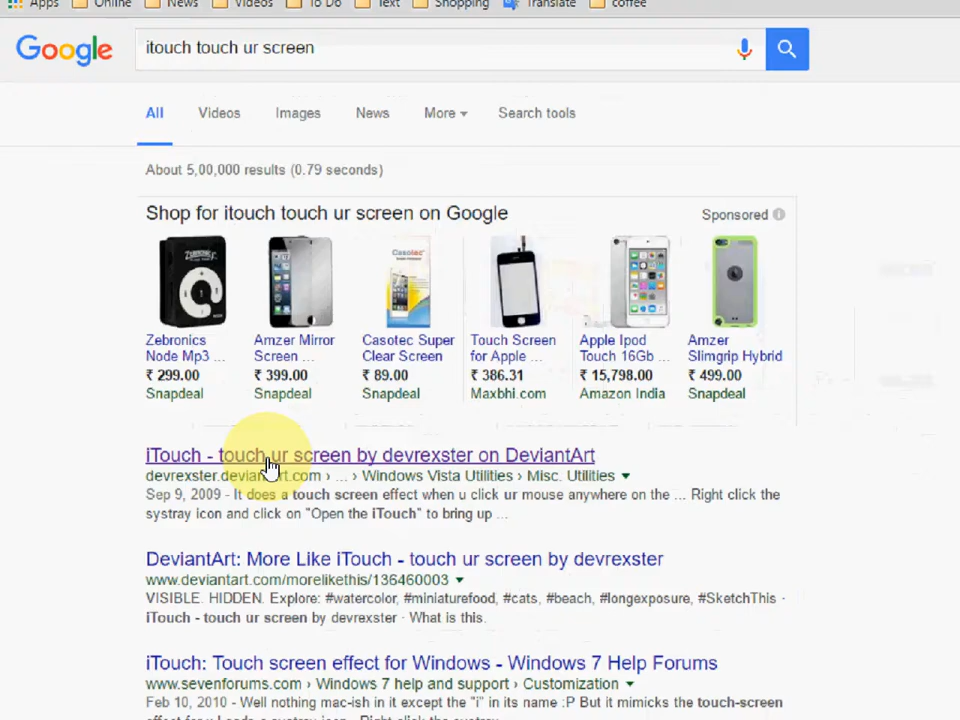 Apps Online News Videos To Do Text Shopping Translate coffee
Google itouch touch ur screen
All Videos Images News More Search tools
About 5,00,000 results (0.79 seconds)
Shop for itouch touch ur screen on Google Sponsored
Zebronics Amzer Mirror Casotec Super Touch Screen Apple Ipod Amzer
Node Mp3 ... Screen ... Clear Screen for Apple ... Touch 16Gb ... Slimgrip Hybrid
₹ 299.00 ₹ 399.00 ₹ 89.00 ₹ 386.31 ₹ 15,798.00 ₹ 499.00
Snapdeal Snapdeal Snapdeal Maxbhi.com Amazon India Snapdeal
iTouch - touch ur screen by devrexster on DeviantArt
devrexster.deviantart.com › ... › Windows Vista Utilities › Misc. Utilities
Sep 9, 2009 - It does a touch screen effect when u click ur mouse anywhere on the ... Right click the
systray icon and click on "Open the iTouch" to bring up ...
DeviantArt: More Like iTouch - touch ur screen by devrexster
www.deviantart.com/morelikethis/136460003
VISIBLE. HIDDEN. Explore: #watercolor, #miniaturefood, #cats, #beach, #longexposure, #SketchThis ·
iTouch - touch ur screen by devrexster · What is this.
iTouch: Touch screen effect for Windows - Windows 7 Help Forums
www.sevenforums.com › Windows 7 help and support › Customization
Feb 10, 2010 - Well nothing mac-ish in it except the "i" in its name :P But it mimicks the touch-screen